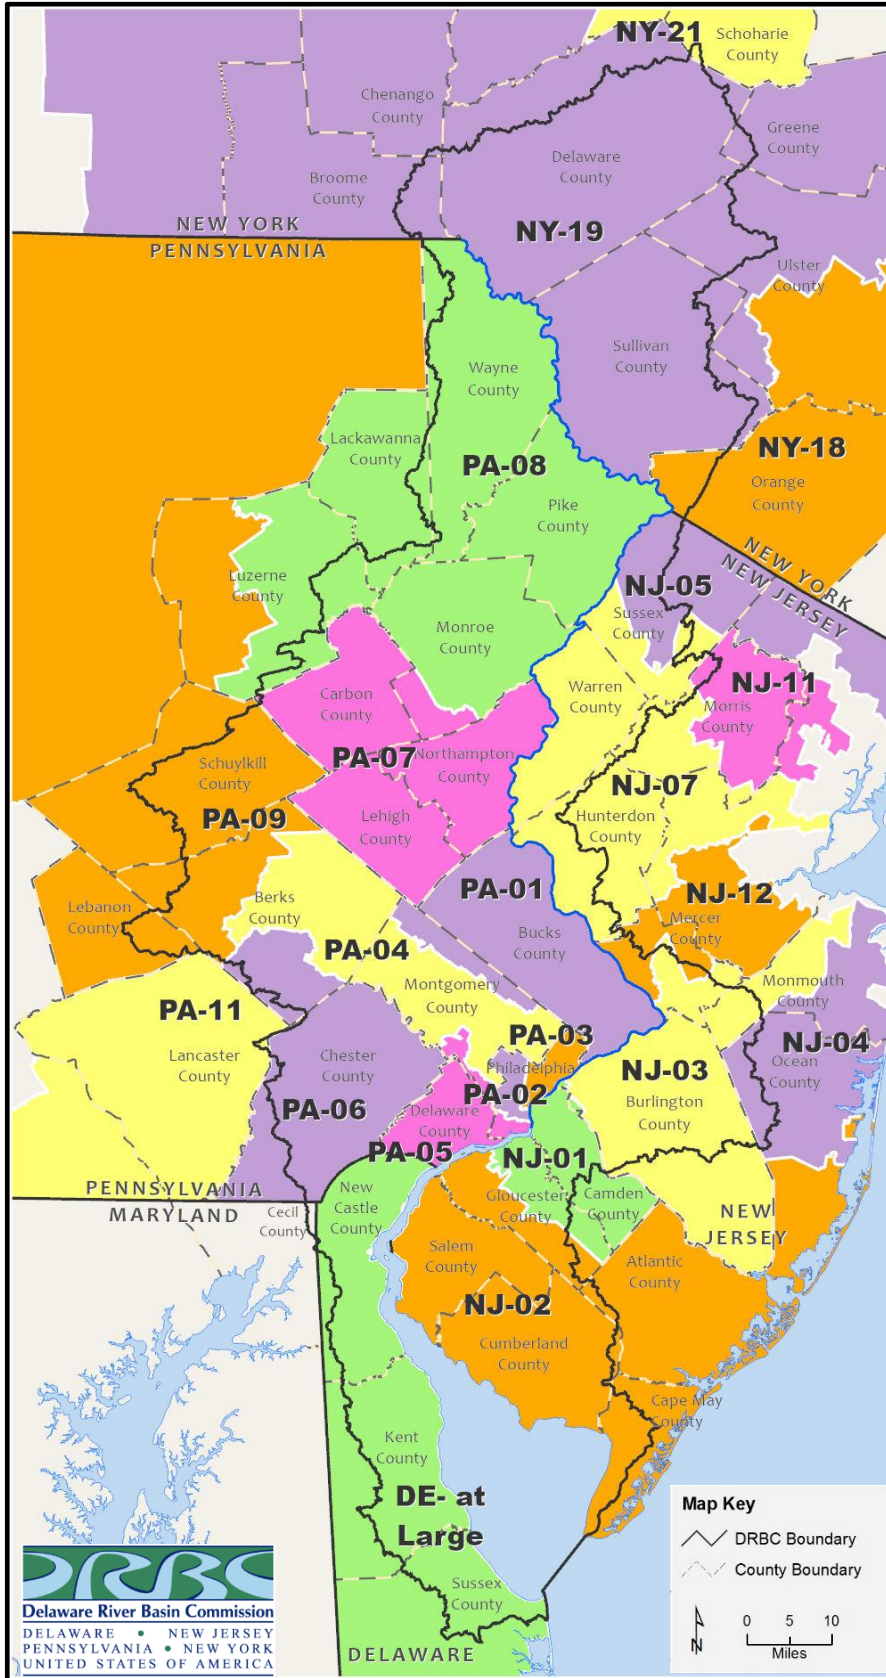 NY-21
Schoharie
County
Chenango
County
Greene
County
Delaware
County
Broome
County
NEW YORK
PENNSYLVANIA
NY-19
Ulster
County
Sullivan
County
Wayne
County
Lackawanna
County
PA-08
NY-18
Orange
County
Pike
County
NEW YORK
NEW JERSEY
Luzerne
County
NJ-05
Sussex
County
Monroe
County
Warren
County
NJ-11
Morris
County
Carbon
County
PA-07
Northampton
County
Schuylkill
County
NJ-07
Hunterdon
County
PA-09
Lehigh
County
PA-01
NJ-12
Mercer
County
Lebanon
County
Berks
County
Bucks
County
PA-04
Montgomery
County
Monmouth
County
PA-11
Lancaster
County
PA-03
Philadelphia
Chester
County
NJ-04
Ocean
County
NJ-03
Burlington
County
PA-02
PA-06
Delaware
County
PA-05
NJ-01
PENNSYLVANIA
MARYLAND
Cecil
County
New
Castle
County
Gloucester
County
Camden
County
NEW
JERSEY
Salem
County
Atlantic
County
NJ-02
Cumberland
County
Cape May
County
Kent
County
DE- at
Large
Sussex
County
DELAWARE
Map Key
DRBC Boundary
County Boundary
N
0 5 10
Miles
DRBC
Delaware River Basin Commission
DELAWARE • NEW JERSEY
PENNSYLVANIA • NEW YORK
UNITED STATES OF AMERICA